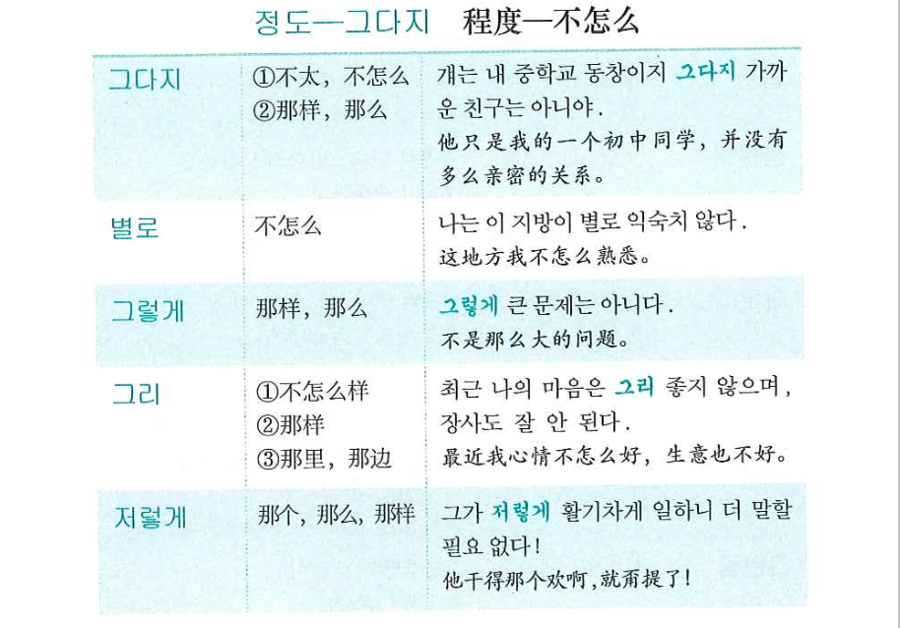 정도—그다지 程度—不怎么
그다지
①不太，不怎么
②那样，那么
걔는 내 중학교 동창이지 그다지 가까
운 친구는 아니야.
他只是我的一个初中同学，并没有
多么亲密的关系。
별로
不怎么
나는 이 지방이 별로 익숙치 않다.
这地方我不怎么熟悉。
그렇게
那样，那么
그렇게 큰 문제는 아니다.
不是那么大的问题。
그리
①不怎么样
②那样
③那里，那边
최근 나의 마음은 그리 좋지 않으며,
장사도 잘 안 된다.
最近我心情不怎么好，生意也不好。
저렇게
那个，那么，那样
그가 저렇게 활기차게 일하니 더 말할
필요 없다!
他干得那个欢啊,就甭提了!